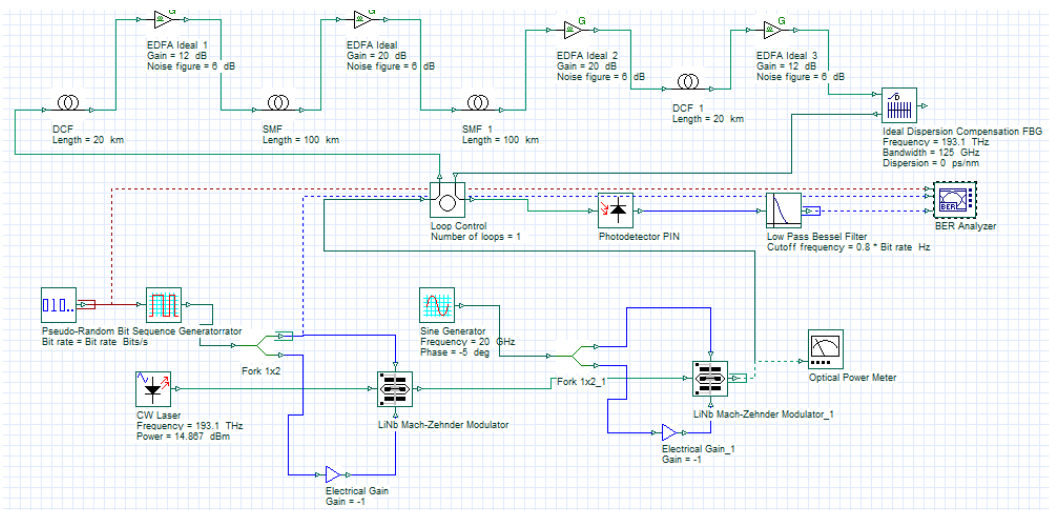 G
G
G
G
EDFA Ideal 1
Gain = 12 dB
Noise figure = 6 dB
EDFA Ideal
Gain = 20 dB
Noise figure = 6 dB
EDFA Ideal 2
Gain = 20 dB
Noise figure = 6 dB
EDFA Ideal 3
Gain = 12 dB
Noise figure = 6 dB
DCF
Length = 20 km
SMF
Length = 100 km
SMF 1
Length = 100 km
DCF 1
Length = 20 km
Ideal Dispersion Compensation FBG
Frequency = 193.1 THz
Bandwidth = 125 GHz
Dispersion = 0 ps/nm
Loop Control
Number of loops = 1
Photodetector PIN
Low Pass Bessel Filter
Cutoff frequency = 0.8 * Bit rate Hz
BER
BER Analyzer
010..
Pseudo-Random Bit Sequence Generatorrator
Bit rate = Bit rate Bits/s
Fork 1x2
Sine Generator
Frequency = 20 GHz
Phase = -5 deg
Fork 1x2_1
Optical Power Meter
CW Laser
Frequency = 193.1 THz
Power = 14.867 dBm
LiNb Mach-Zehnder Modulator
LiNb Mach-Zehnder Modulator_1
Electrical Gain_1
Gain = -1
Electrical Gain
Gain = -1